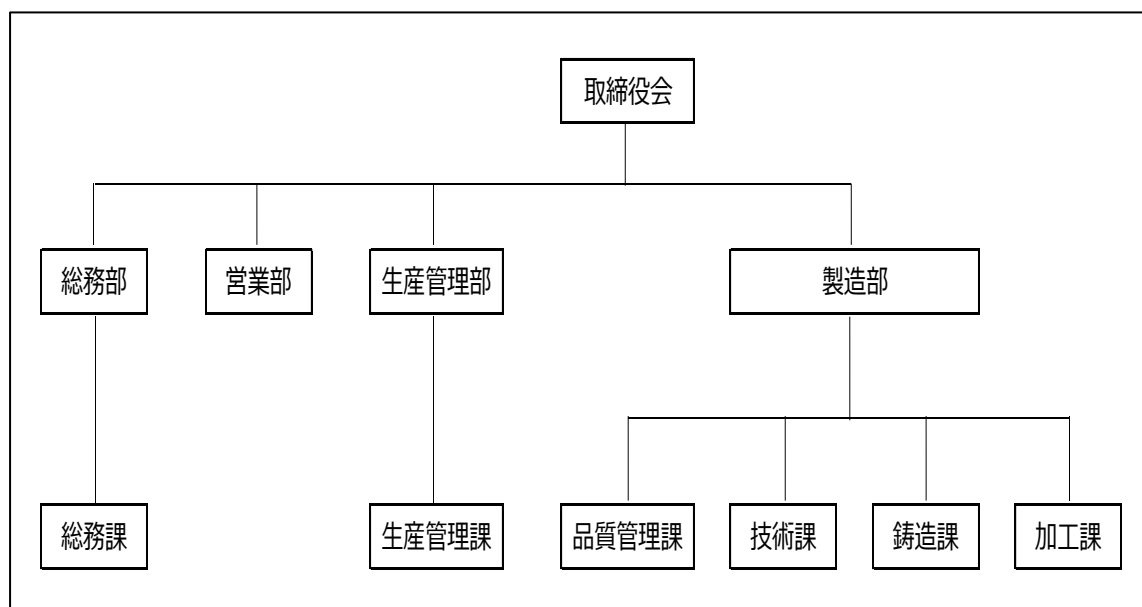 取締役会
総務部
営業部
生産管理部
製造部
総務課
生産管理課
品質管理課
技術課
鋳造課
加工課